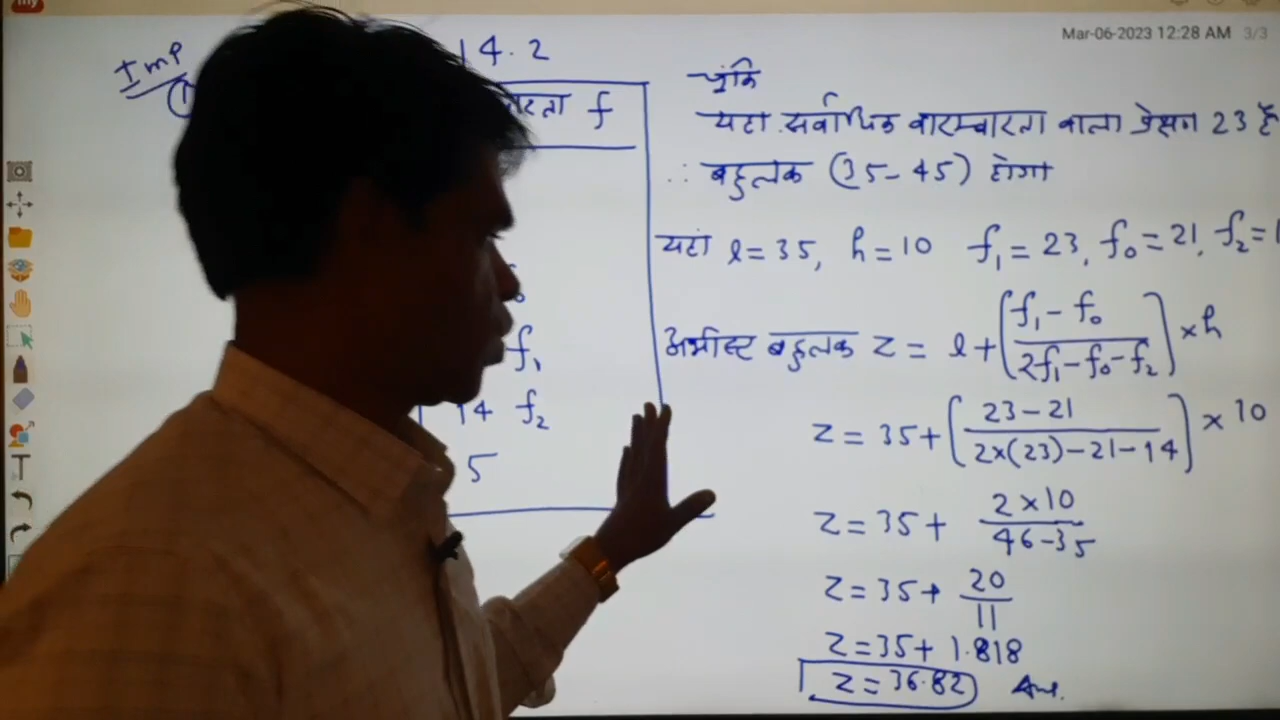 Mar-06-2023 12:28 AM 3/3
Imp
14.2
f
f₁
14 f₂
5
चूंकि
यहा सर्वाधिक बारम्बारता वाला प्रेक्षण 23 है
∴ बहुलक (35-45) होगा
यहां l = 35, h = 10 f₁ = 23, f₀ = 21, f₂ = 1
अभीष्ट बहुलक Z = l + (f₁ - f₀ / 2f₁ - f₀ - f₂) × h
Z = 35 + (23 - 21 / 2×(23) - 21 - 14) × 10
Z = 35 + 2 × 10 / 46 - 35
Z = 35 + 20 / 11
Z = 35 + 1.818
Z = 36.82 Ans.
T